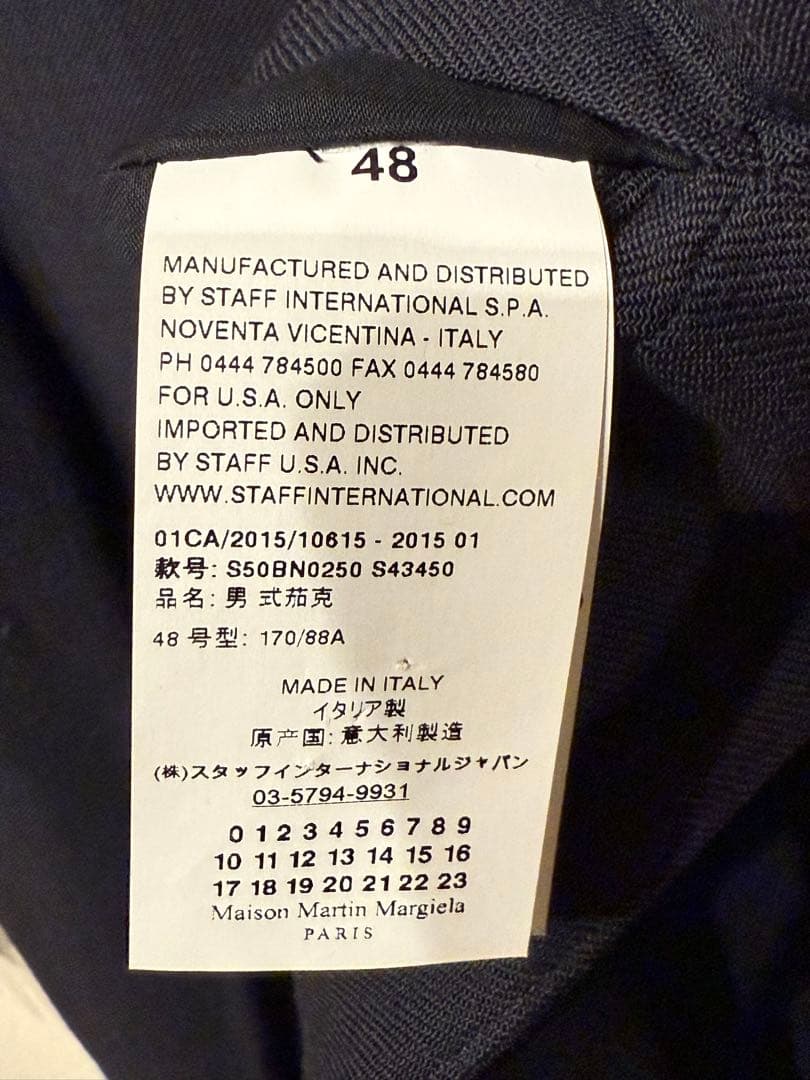 48
MANUFACTURED AND DISTRIBUTED
BY STAFF INTERNATIONAL S.P.A.
NOVENTA VICENTINA - ITALY
PH 0444 784500 FAX 0444 784580
FOR U.S.A. ONLY
IMPORTED AND DISTRIBUTED
BY STAFF U.S.A. INC.
WWW.STAFFINTERNATIONAL.COM
01CA/2015/10615 - 2015 01
款号: S50BN0250 S43450
品名: 男 式茄克
48 号型: 170/88A
MADE IN ITALY
イタリア製
原产国: 意大利製造
(株)スタッフインターナショナルジャパン
03-5794-9931
0 1 2 3 4 5 6 7 8 9
10 11 12 13 14 15 16
17 18 19 20 21 22 23
Maison Martin Margiela
PARIS